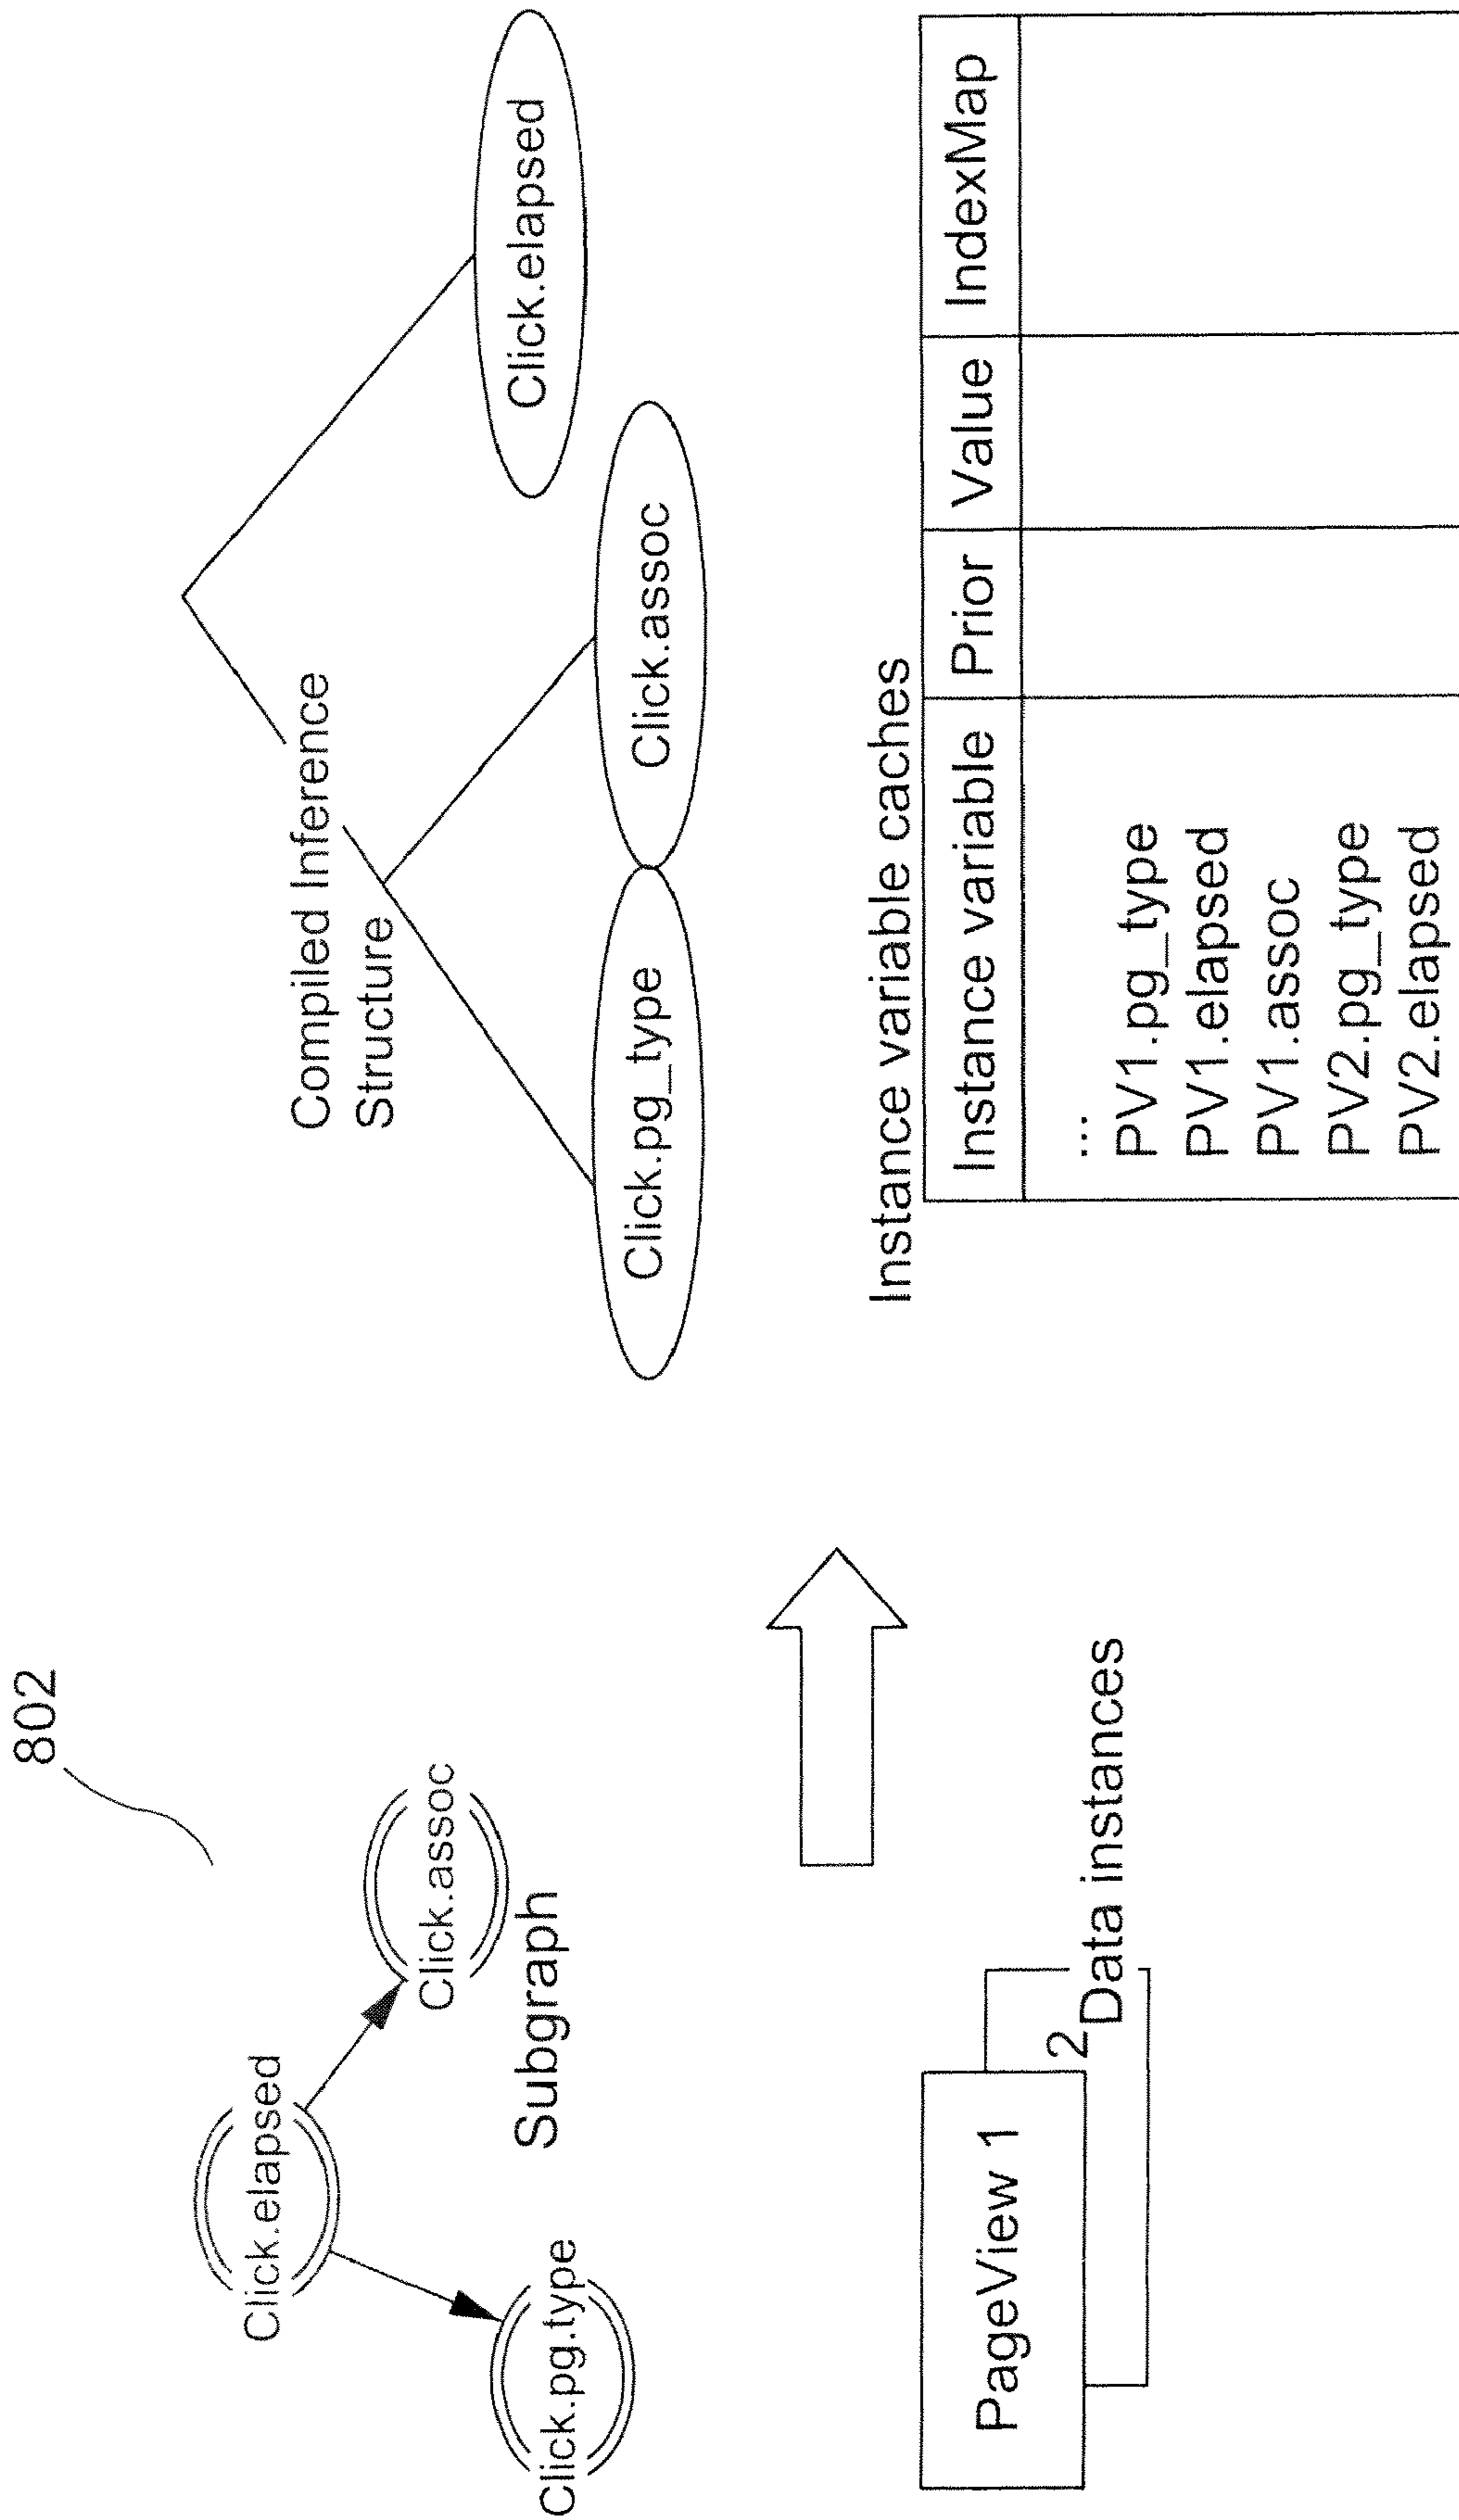 802
Click.elapsed
Click.assoc
Click.pg.type
Subgraph
PageView 1
2
Data instances
Compiled Inference
Structure
Click.elapsed
Click.assoc
Click.pg_type
Instance variable caches
Instance variable Prior Value IndexMap
...
PV1.pg_type
PV1.elapsed
PV1.assoc
PV2.pg_type
PV2.elapsed